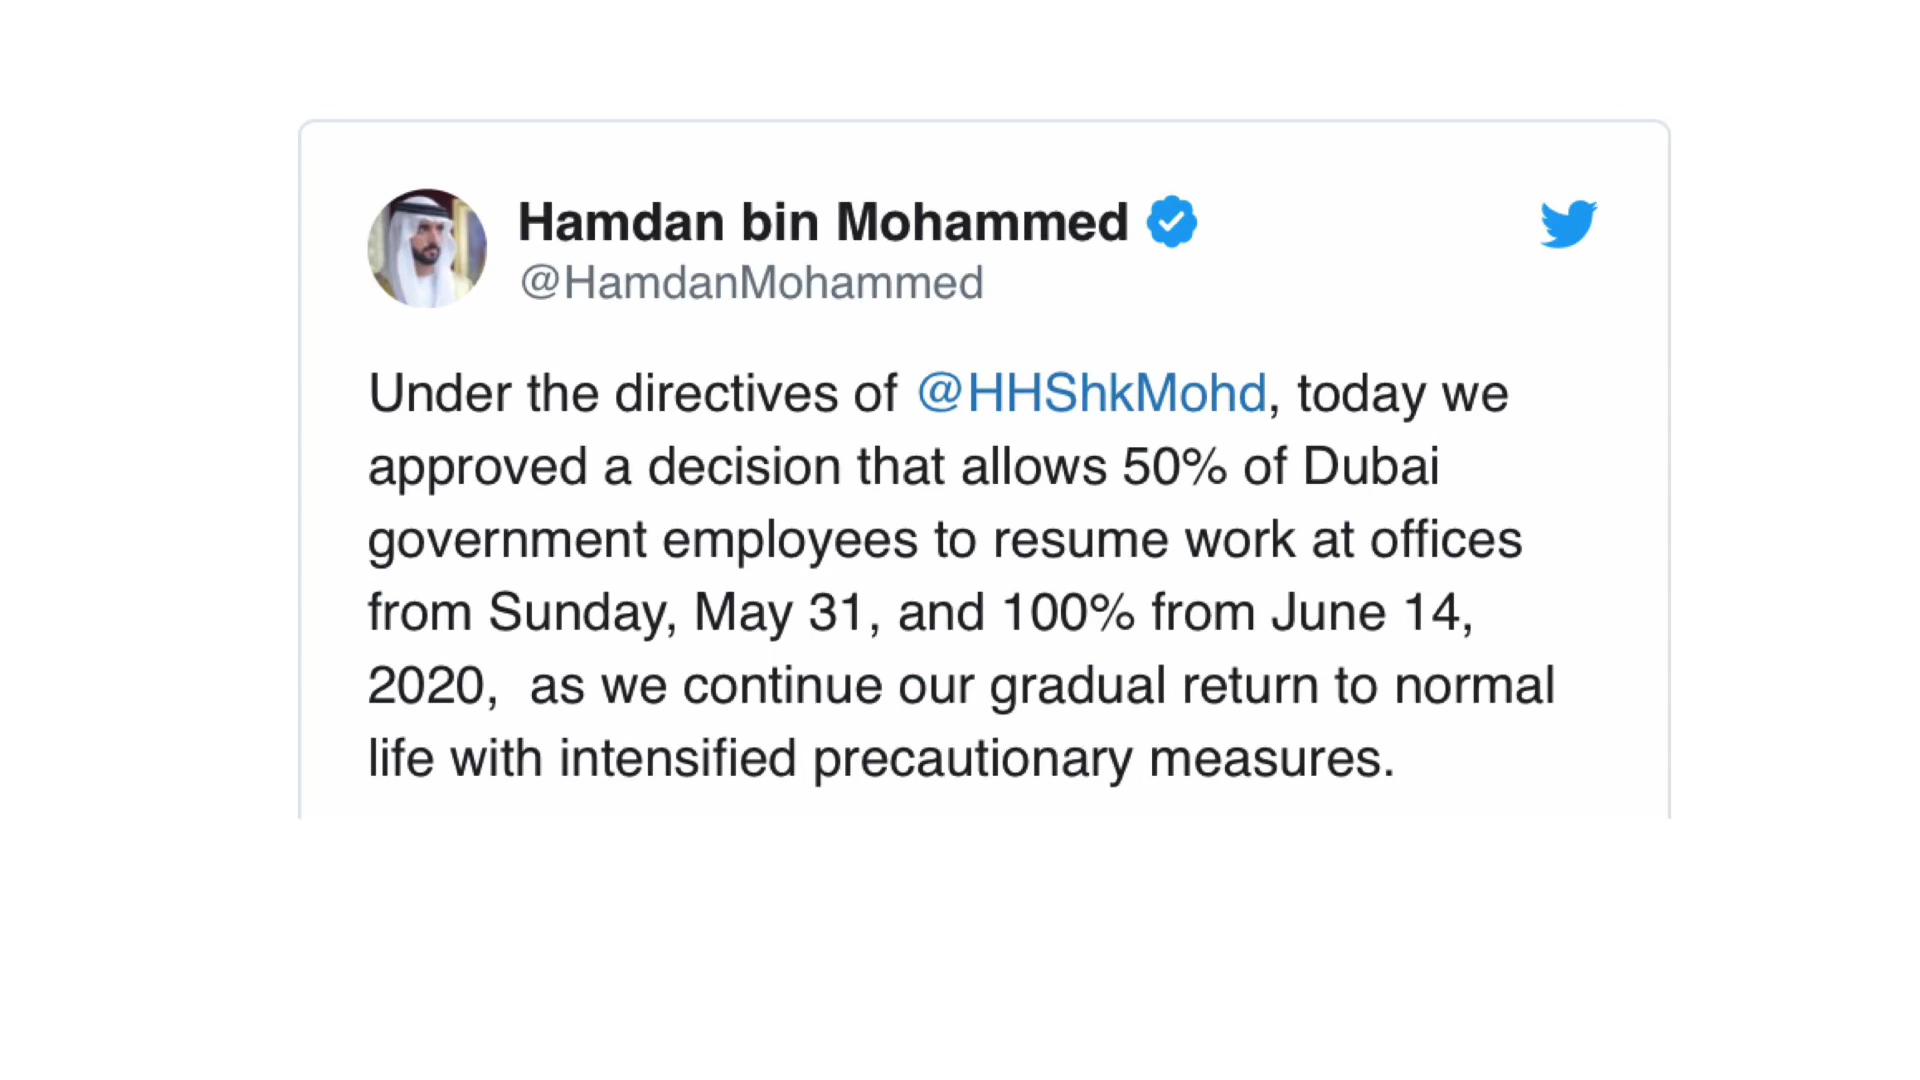 Hamdan bin Mohammed
@HamdanMohammed
Under the directives of @HHShkMohd, today we
approved a decision that allows 50% of Dubai
government employees to resume work at offices
from Sunday, May 31, and 100% from June 14,
2020,  as we continue our gradual return to normal
life with intensified precautionary measures.